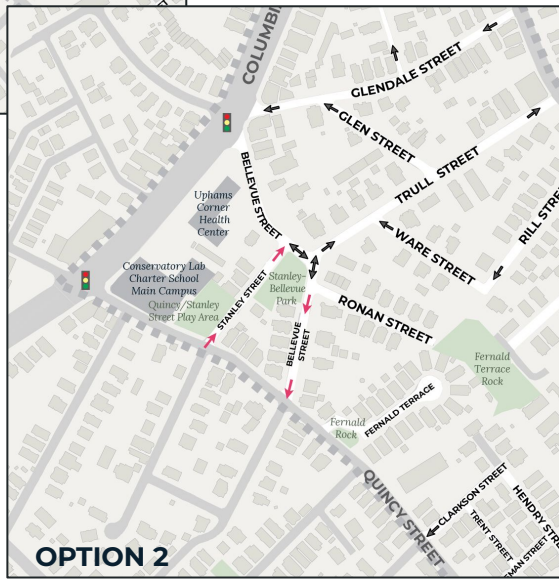 COLUMBI
GLENDALE STREET
GLEN STREET
TRULL STREET
BELLEVUE STREET
Uphams
Corner
Health
Center
WARE STREET
RILL STRE
Conservatory Lab
Charter School
Main Campus
Quincy/Stanley
Street Play Area
STANLEY STREET
Stanley-
Bellevue
Park
RONAN STREET
BELLEVUE
STREET
Fernald
Terrace
Rock
FERNALD TERRACE
Fernald
Rock
QUINCY STREET
CLARKSON STREET
HENDRY STR
TRENT STREET
MAN STREET
OPTION 2